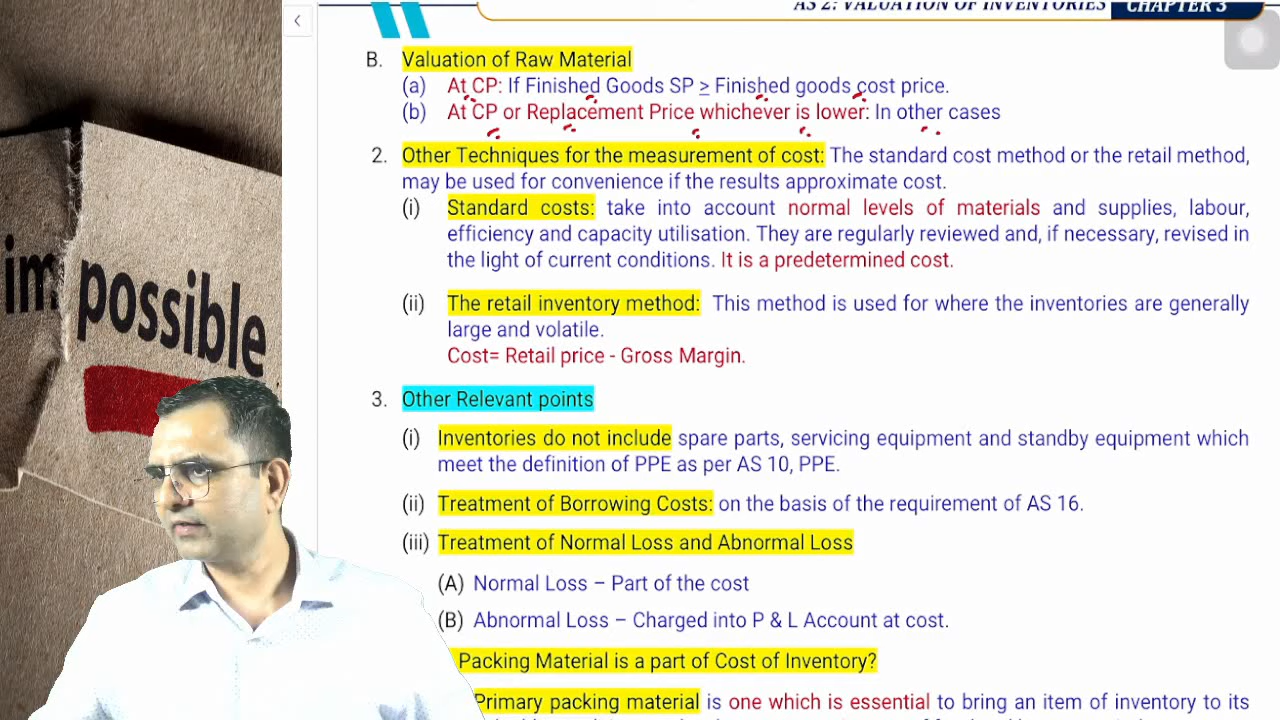 AS 2: VALUATION OF INVENTORIES CHAPTER 3
B. Valuation of Raw Material
(a) At CP: If Finished Goods SP ≥ Finished goods cost price.
(b) At CP or Replacement Price whichever is lower: In other cases
2. Other Techniques for the measurement of cost: The standard cost method or the retail method,
may be used for convenience if the results approximate cost.
(i) Standard costs: take into account normal levels of materials and supplies, labour,
efficiency and capacity utilisation. They are regularly reviewed and, if necessary, revised in
the light of current conditions. It is a predetermined cost.
(ii) The retail inventory method: This method is used for where the inventories are generally
large and volatile.
Cost= Retail price - Gross Margin.
3. Other Relevant points
(i) Inventories do not include spare parts, servicing equipment and standby equipment which
meet the definition of PPE as per AS 10, PPE.
(ii) Treatment of Borrowing Costs: on the basis of the requirement of AS 16.
(iii) Treatment of Normal Loss and Abnormal Loss
(A) Normal Loss – Part of the cost
(B) Abnormal Loss – Charged into P & L Account at cost.
Packing Material is a part of Cost of Inventory?
Primary packing material is one which is essential to bring an item of inventory to its
im possible